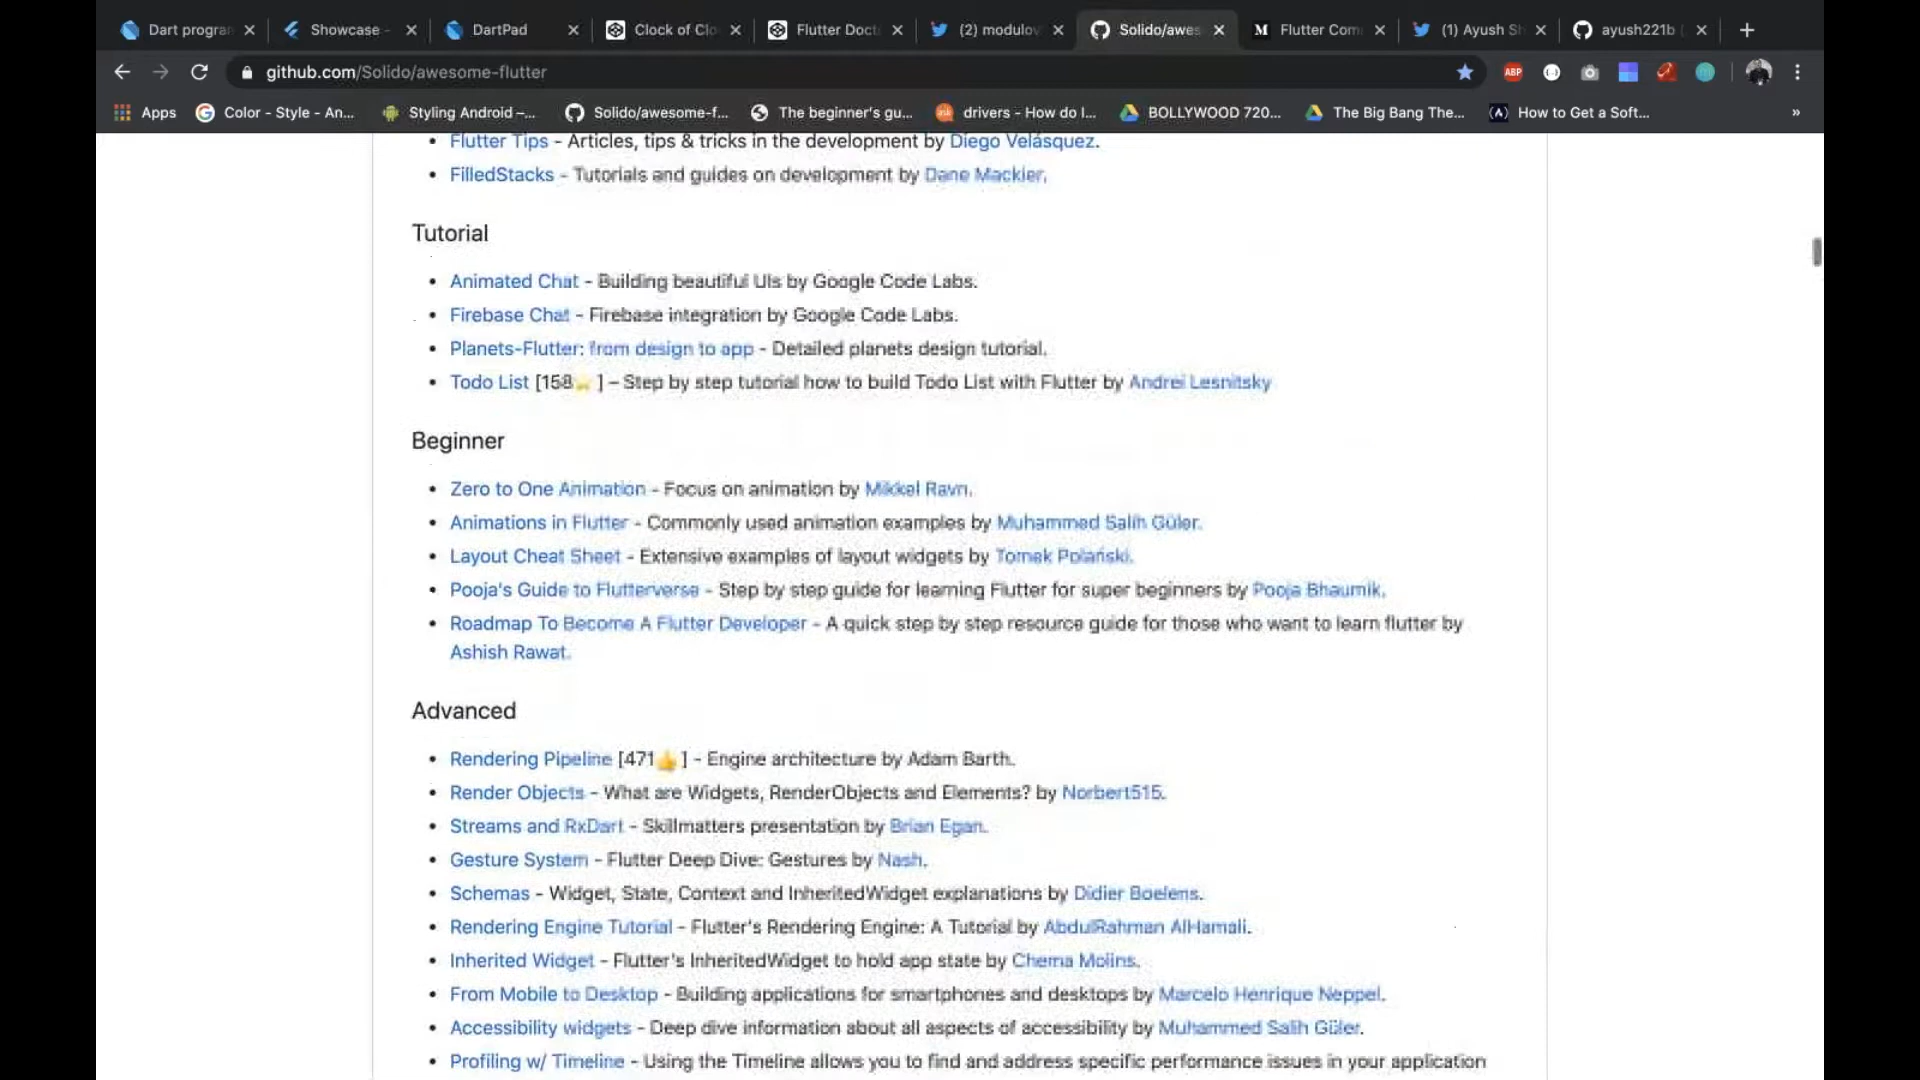 Dart progran Showcase - DartPad Clock of Clo Flutter Doct (2) modulov Solido/awes Flutter Com (1) Ayush Sh ayush221b
github.com/Solido/awesome-flutter ABP
Apps Color - Style - An... Styling Android –... Solido/awesome-f... The beginner's gu... drivers - How do I... BOLLYWOOD 720... The Big Bang The... (A) How to Get a Soft... »
• Flutter Tips - Articles, tips & tricks in the development by Diego Velásquez.
• FilledStacks - Tutorials and guides on development by Dane Mackier.
Tutorial
• Animated Chat - Building beautiful UIs by Google Code Labs.
• Firebase Chat - Firebase integration by Google Code Labs.
• Planets-Flutter: from design to app - Detailed planets design tutorial.
• Todo List [158⭐] – Step by step tutorial how to build Todo List with Flutter by Andrei Lesnitsky
Beginner
• Zero to One Animation - Focus on animation by Mikkel Ravn.
• Animations in Flutter - Commonly used animation examples by Muhammed Salih Güler.
• Layout Cheat Sheet - Extensive examples of layout widgets by Tomek Polański.
• Pooja's Guide to Flutterverse - Step by step guide for learning Flutter for super beginners by Pooja Bhaumik.
• Roadmap To Become A Flutter Developer - A quick step by step resource guide for those who want to learn flutter by
Ashish Rawat.
Advanced
• Rendering Pipeline [471👍] - Engine architecture by Adam Barth.
• Render Objects - What are Widgets, RenderObjects and Elements? by Norbert515.
• Streams and RxDart - Skillmatters presentation by Brian Egan.
• Gesture System - Flutter Deep Dive: Gestures by Nash.
• Schemas - Widget, State, Context and InheritedWidget explanations by Didier Boelens.
• Rendering Engine Tutorial - Flutter's Rendering Engine: A Tutorial by AbdulRahman AlHamali.
• Inherited Widget - Flutter's InheritedWidget to hold app state by Chema Molins.
• From Mobile to Desktop - Building applications for smartphones and desktops by Marcelo Henrique Neppel.
• Accessibility widgets - Deep dive information about all aspects of accessibility by Muhammed Salih Güler.
• Profiling w/ Timeline - Using the Timeline allows you to find and address specific performance issues in your application